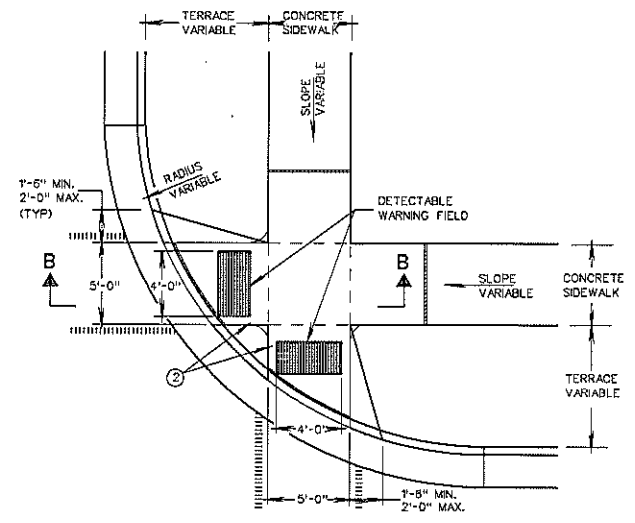 TERRACE
VARIABLE
CONCRETE
SIDEWALK
SLOPE
VARIABLE
RADIUS
VARIABLE
1'-6" MIN.
2'-0" MAX.
(TYP)
DETECTABLE
WARNING FIELD
B
5'-0"
4'-0"
B
SLOPE
VARIABLE
CONCRETE
SIDEWALK
2
TERRACE
VARIABLE
4'-0"
5'-0"
1'-6" MIN.
2'-0" MAX.